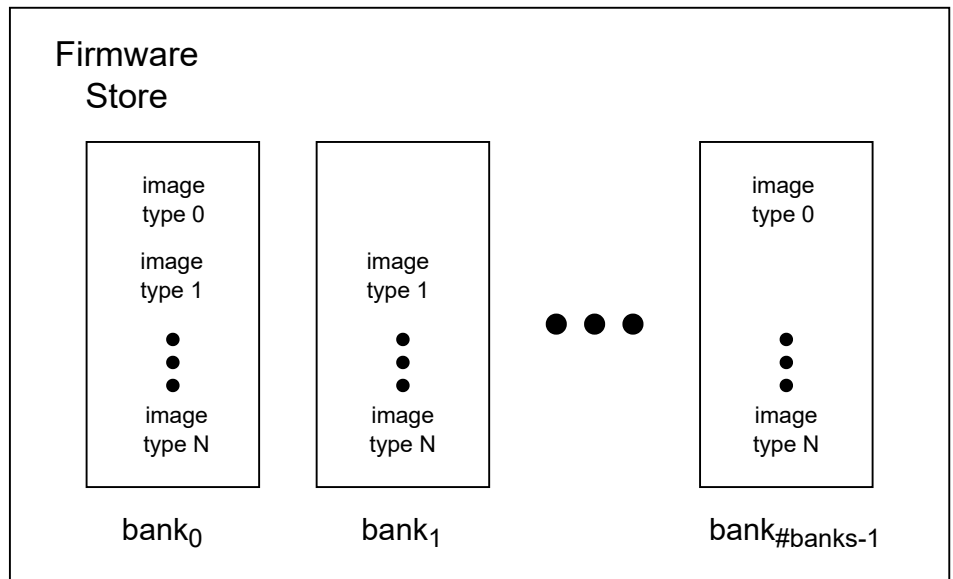 Firmware
Store
image
type 0
image
type 1
image
type N
bank0
image
type 1
image
type N
bank1
image
type 0
image
type N
bank#banks-1